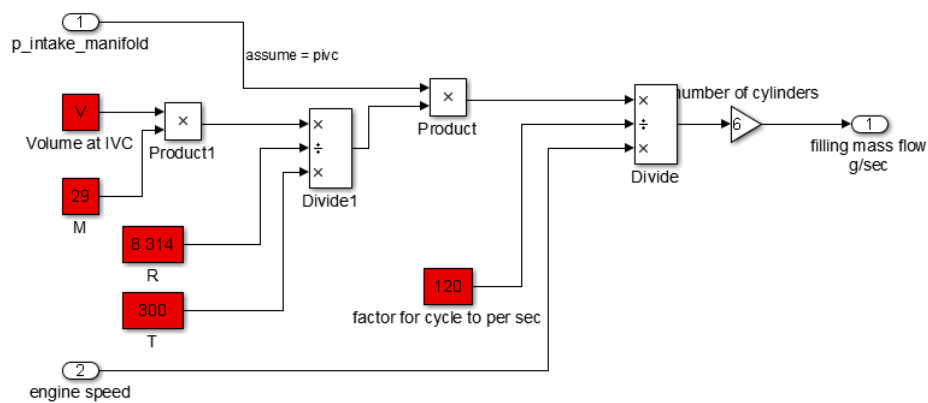 1
p_intake_manifold
assume = pivc
number of cylinders
V
Volume at IVC
×
Product1
×
÷
×
Divide1
×
Product
×
÷
×
Divide
6
1
filling mass flow
g/sec
29
M
8.314
R
120
factor for cycle to per sec
300
T
2
engine speed